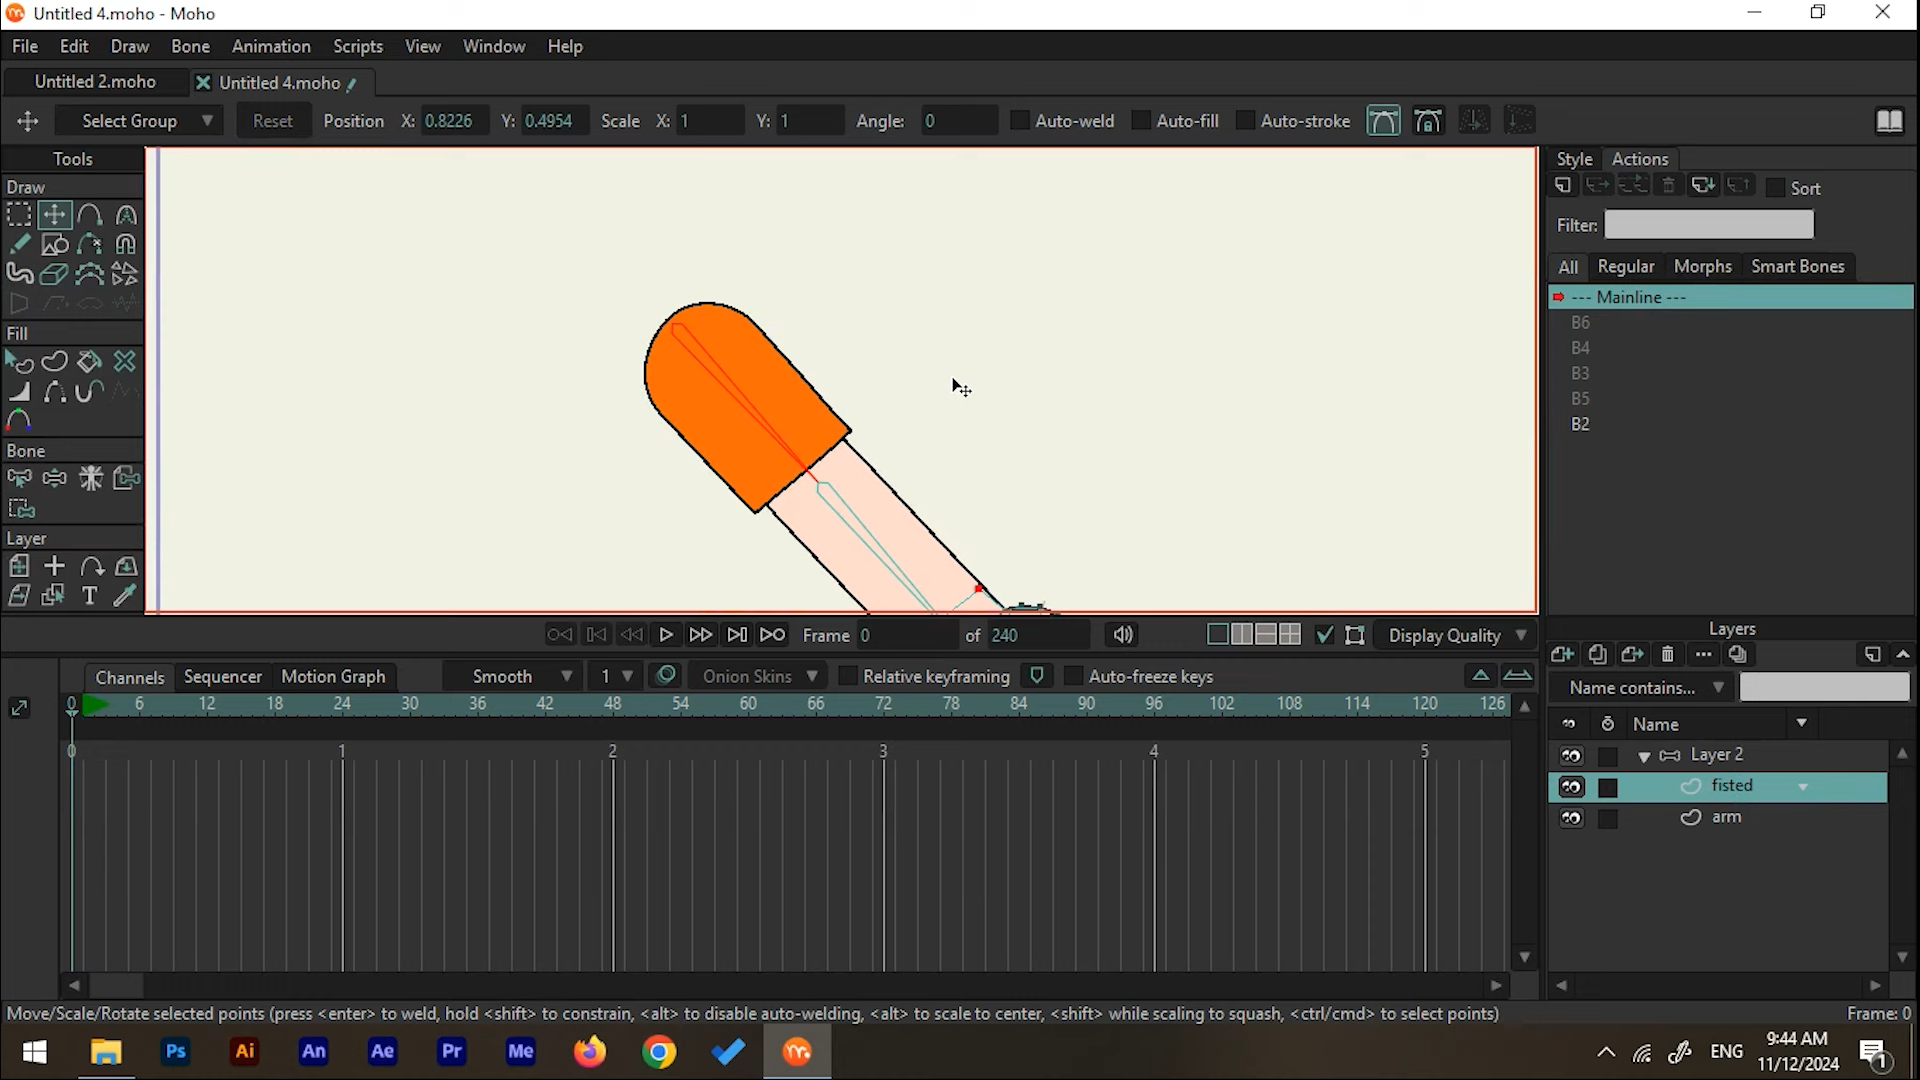 Untitled 4.moho - Moho
File Edit Draw Bone Animation Scripts View Window Help
Untitled 2.moho Untitled 4.moho
Select Group Reset Position X: 0.8226 Y: 0.4954 Scale X: 1 Y: 1 Angle: 0 Auto-weld Auto-fill Auto-stroke
Tools
Draw
Fill
Bone
Layer
T
Style Actions
Sort
Filter:
All Regular Morphs Smart Bones
--- Mainline ---
B6
B4
B3
B5
B2
Frame 0 of 240 Display Quality
Channels Sequencer Motion Graph Smooth 1 Onion Skins Relative keyframing Auto-freeze keys
0 6 12 18 24 30 36 42 48 54 60 66 72 78 84 90 96 102 108 114 120 126
0 1 2 3 4 5
Layers
Name contains...
Name
Layer 2
fisted
arm
Move/Scale/Rotate selected points (press <enter> to weld, hold <shift> to constrain, <alt> to disable auto-welding, <alt> to scale to center, <shift> while scaling to squash, <ctrl/cmd> to select points) Frame: 0
Ps Ai An Ae Pr Me
ENG
9:44 AM
11/12/2024
1